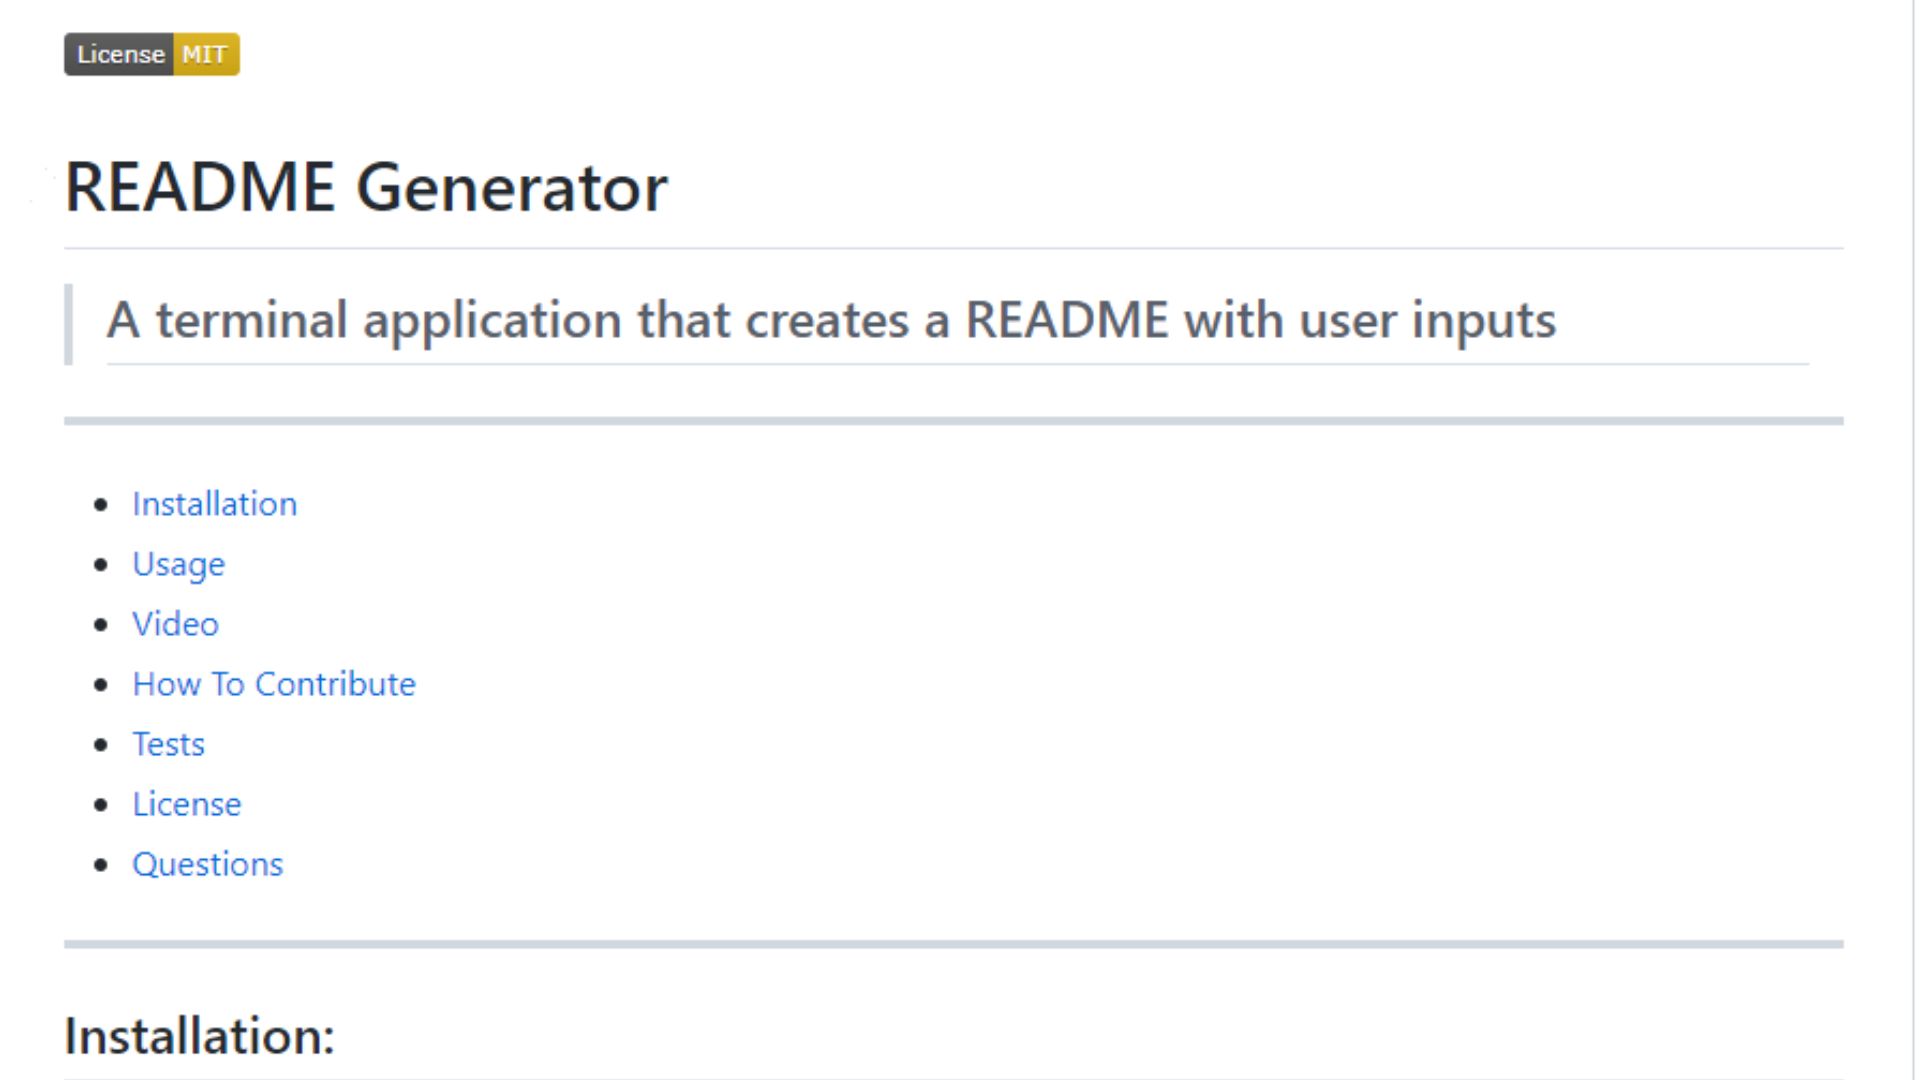 License MIT
README Generator
A terminal application that creates a README with user inputs
Installation
Usage
Video
How To Contribute
Tests
License
Questions
Installation: